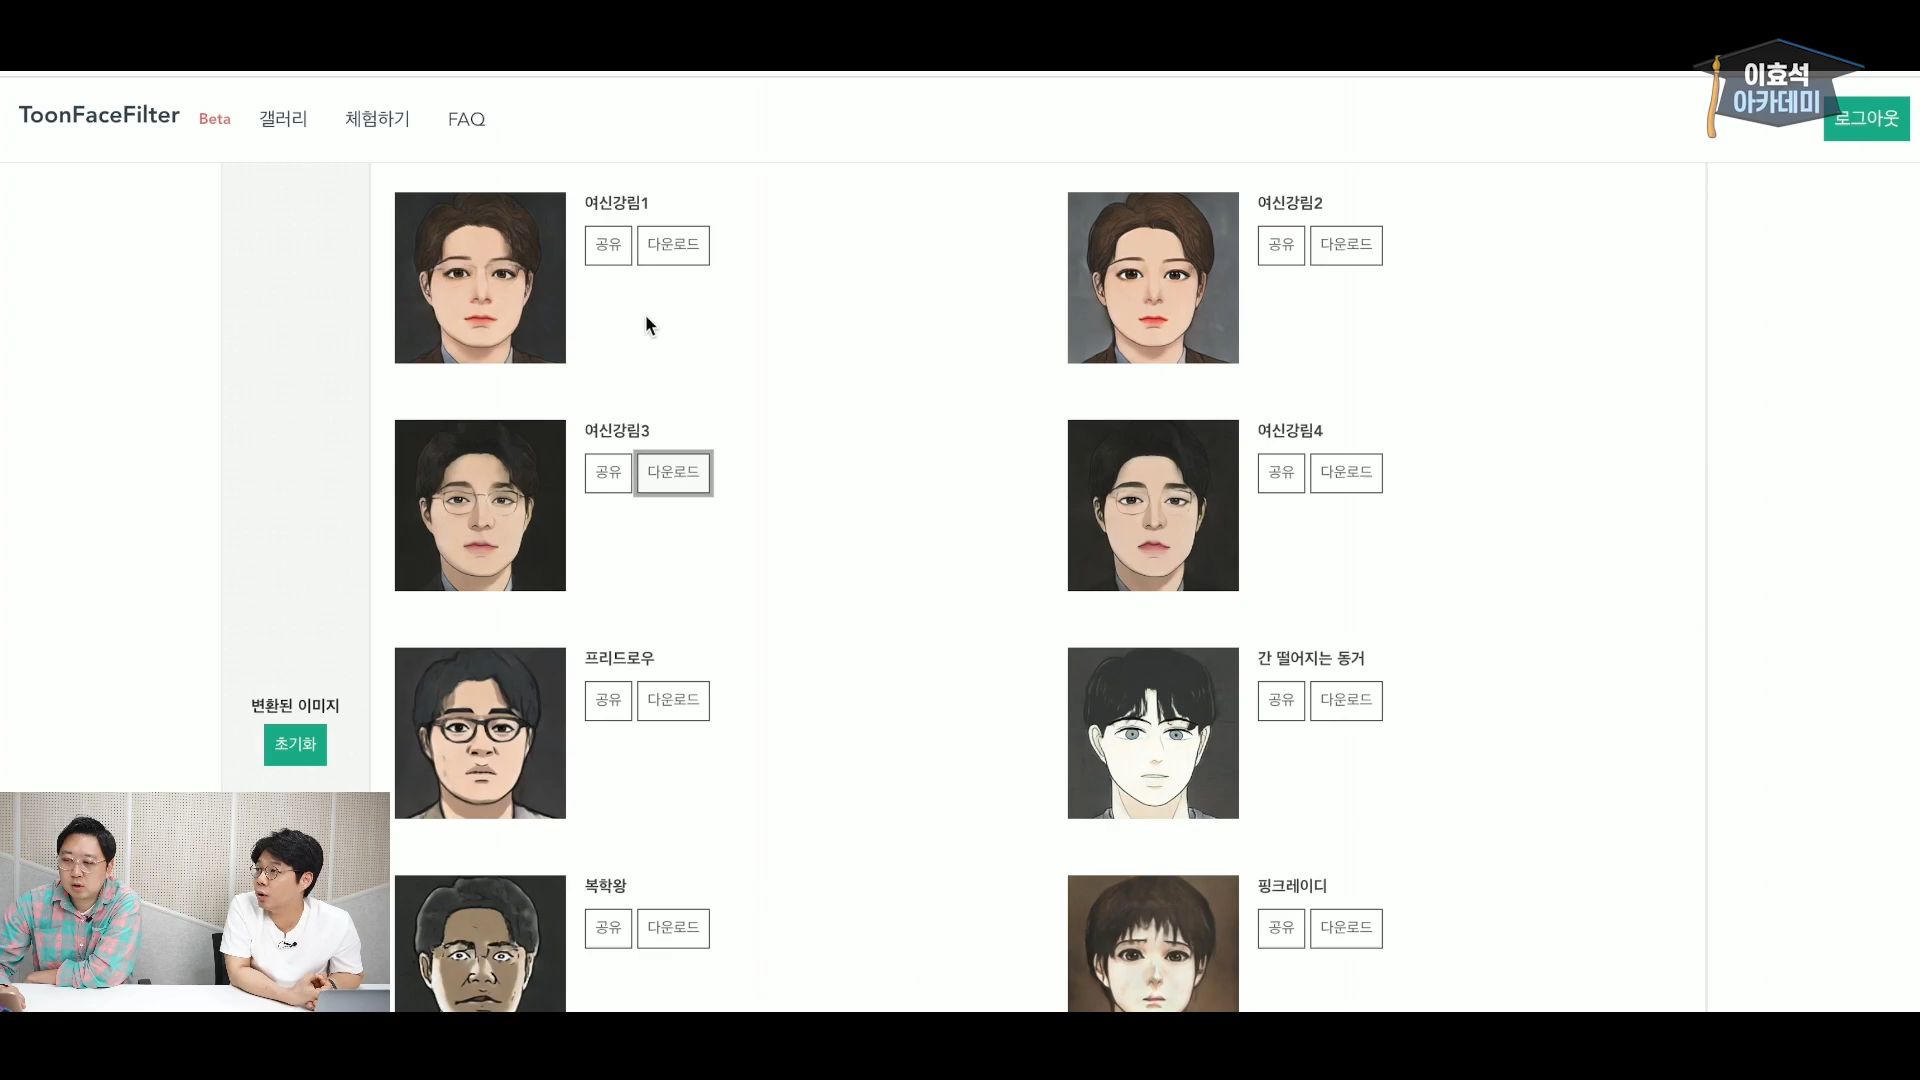 이효석
아카데미
ToonFaceFilter Beta 갤러리 체험하기 FAQ 로그아웃
여신강림1
공유 다운로드
여신강림2
공유 다운로드
여신강림3
공유 다운로드
여신강림4
공유 다운로드
프리드로우
공유 다운로드
간 떨어지는 동거
공유 다운로드
변환된 이미지
초기화
복학왕
공유 다운로드
핑크레이디
공유 다운로드